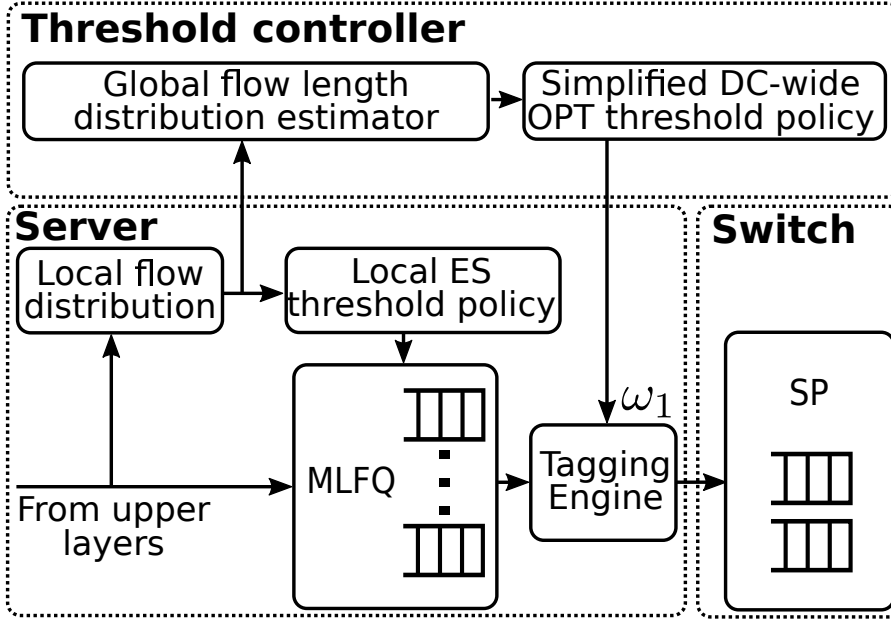 Threshold controller
Global flow length
distribution estimator
Simplified DC-wide
OPT threshold policy
Server
Switch
Local flow
distribution
Local ES
threshold policy
ω₁
SP
MLFQ
Tagging
Engine
From upper
layers